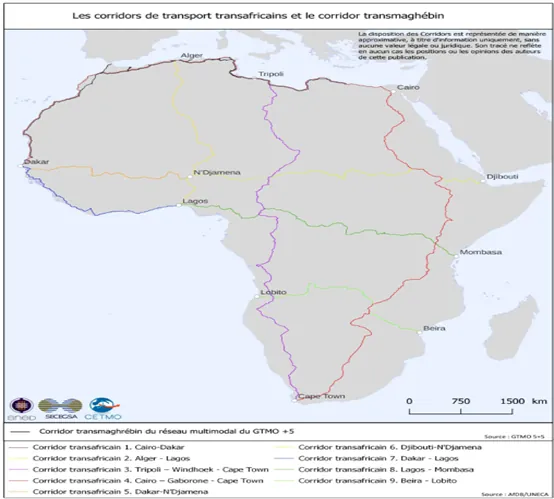 Les corridors de transport transafricains et le corridor transmaghébin
La disposition des Corridors est représentée de manière
approximative, à titre d'information uniquement, sans
aucune valeur légale ou juridique. Son tracé ne reflète
en aucun cas les positions ou les opinions des auteurs
de cette publication.
Alger
Tripoli
Cairo
Dakar
N'Djamena
Djibouti
Lagos
Mombasa
Lobito
Beira
Cape Town
0 750 1500 km
SECEGSA
CETMO
Corridor transmaghrébin du réseau multimodal du GTMO +5
Source : GTMO 5+5
Corridor transafricain 1. Cairo-Dakar
Corridor transafricain 2. Alger - Lagos
Corridor transafricain 3. Tripoli – Windhoek - Cape Town
Corridor transafricain 4. Cairo – Gaborone - Cape Town
Corridor transafricain 5. Dakar-N'Djamena
Corridor transafricain 6. Djibouti-N'Djamena
Corridor transafricain 7. Dakar - Lagos
Corridor transafricain 8. Lagos - Mombasa
Corridor transafricain 9. Beira - Lobito
Source : AfDB/UNECA